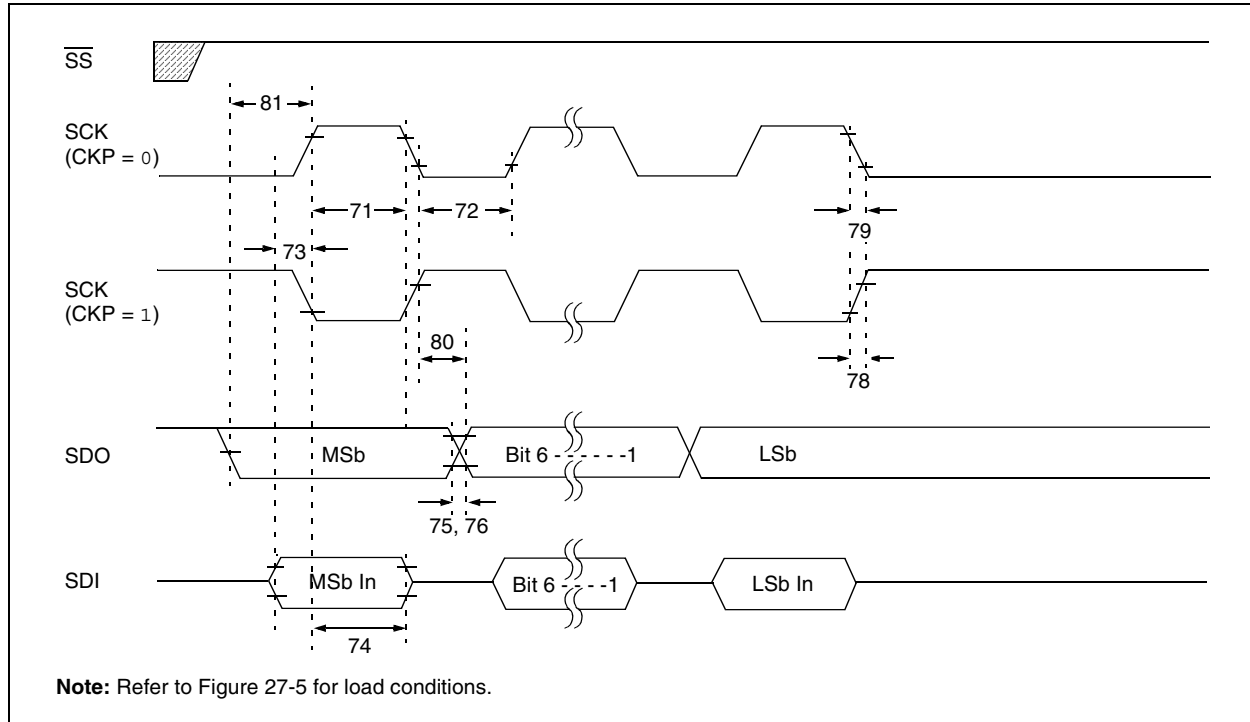 SS
81
SCK
(CKP = 0)
71
72
79
73
SCK
(CKP = 1)
80
78
SDO
MSb
Bit 6 - - - - - - -1
LSb
75, 76
SDI
MSb In
Bit 6 - - - - -1
LSb In
74
Note: Refer to Figure 27-5 for load conditions.